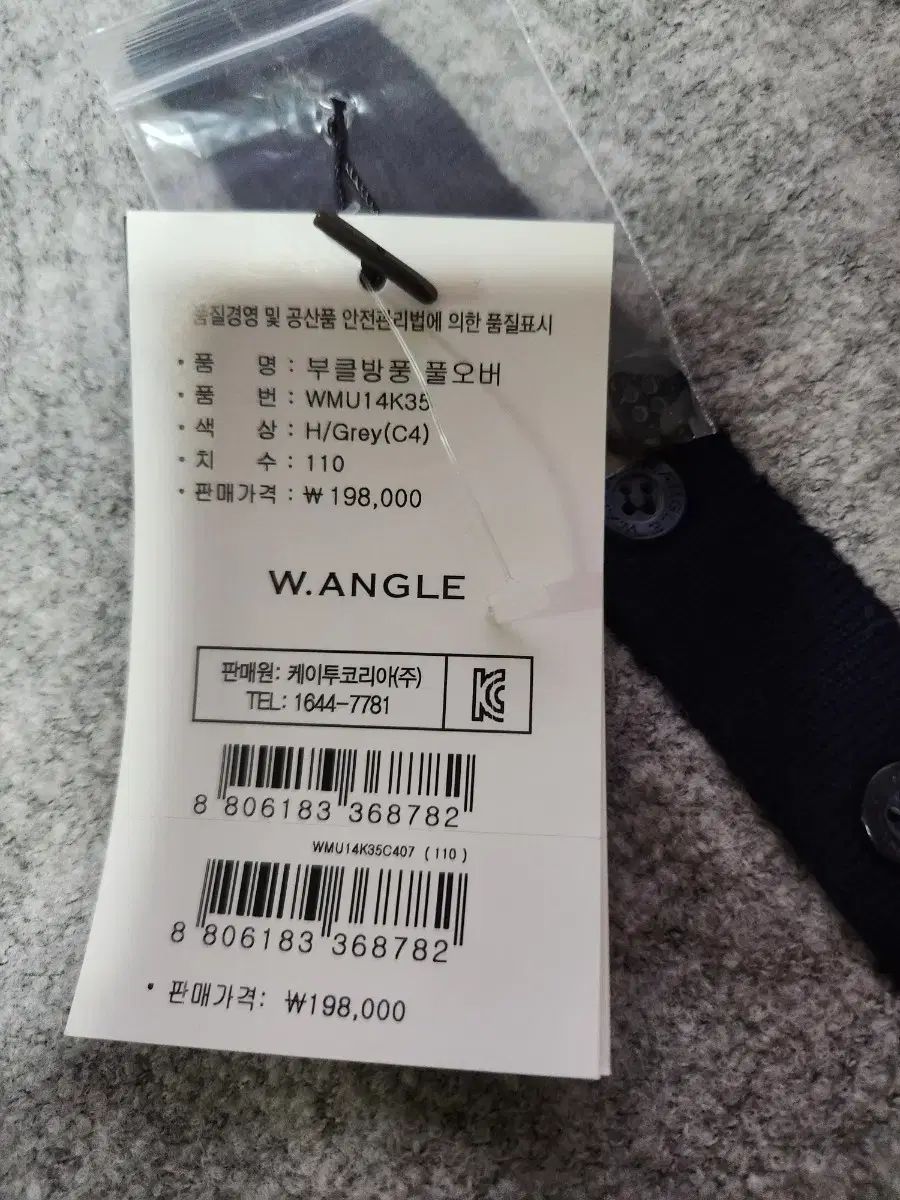 품질경영 및 공산품 안전관리법에 의한 품질표시
• 품 명 : 부클방풍 풀오버
• 품 번 : WMU14K35
• 색 상 : H/Grey(C4)
• 치 수 : 110
• 판매가격 : ₩198,000
W.ANGLE
판매원: 케이투코리아(주)
TEL: 1644-7781
8 806183 368782
WMU14K35C407 (110)
8 806183 368782
• 판매가격: ₩198,000